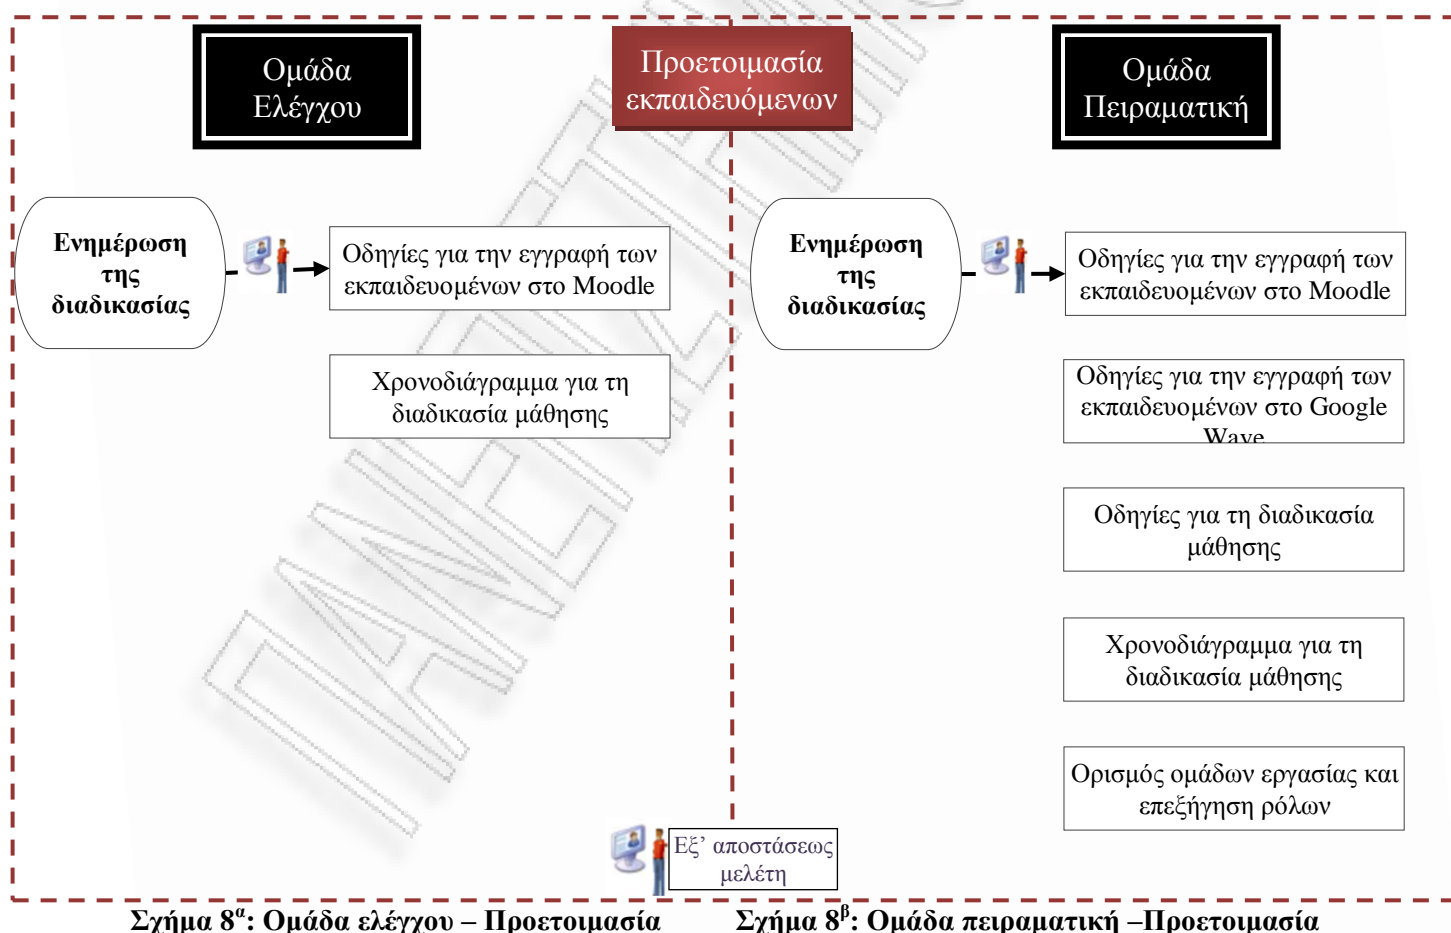 Ομάδα
Ελέγχου
Προετοιμασία
εκπαιδευόμενων
Ομάδα
Πειραματική
Ενημέρωση
της
διαδικασίας
Οδηγίες για την εγγραφή των
εκπαιδευομένων στο Moodle
Χρονοδιάγραμμα για τη
διαδικασία μάθησης
Ενημέρωση
της
διαδικασίας
Οδηγίες για την εγγραφή των
εκπαιδευομένων στο Moodle
Οδηγίες για την εγγραφή των
εκπαιδευομένων στο Google
Wave
Οδηγίες για τη διαδικασία
μάθησης
Χρονοδιάγραμμα για τη
διαδικασία μάθησης
Ορισμός ομάδων εργασίας και
επεξήγηση ρόλων
Εξ’ αποστάσεως
μελέτη
Σχήμα 8α: Ομάδα ελέγχου – Προετοιμασία
Σχήμα 8β: Ομάδα πειραματική –Προετοιμασία